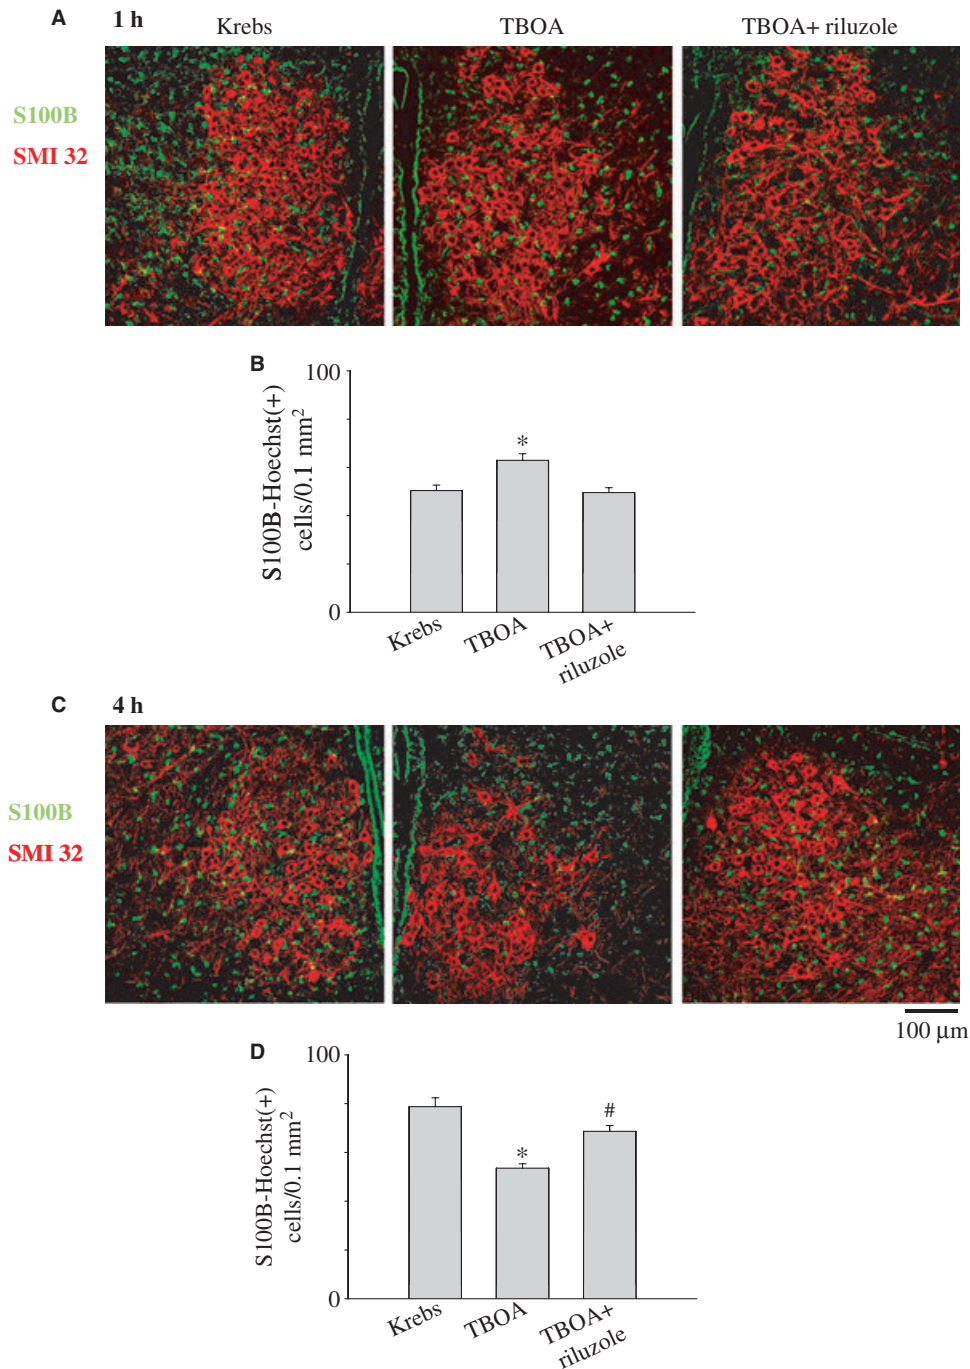 A
1 h
Krebs
TBOA
TBOA+ riluzole
S100B
SMI 32
B
S100B-Hoechst(+)
cells/0.1 mm²
100
*
0
Krebs
TBOA
TBOA+
riluzole
C
4 h
S100B
SMI 32
100 μm
D
S100B-Hoechst(+)
cells/0.1 mm²
100
*
#
0
Krebs
TBOA
TBOA+
riluzole